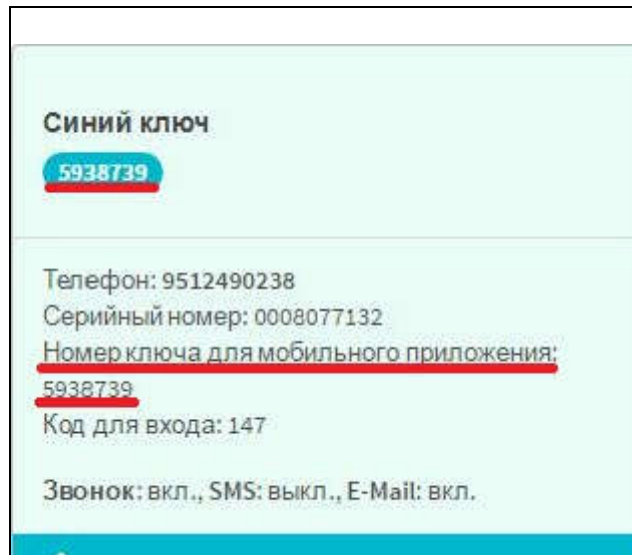 Синий ключ
5938739
Телефон: 9512490238
Серийный номер: 0008077132
Номер ключа для мобильного приложения:
5938739
Код для входа: 147
Звонок: вкл., SMS: выкл., E-Mail: вкл.